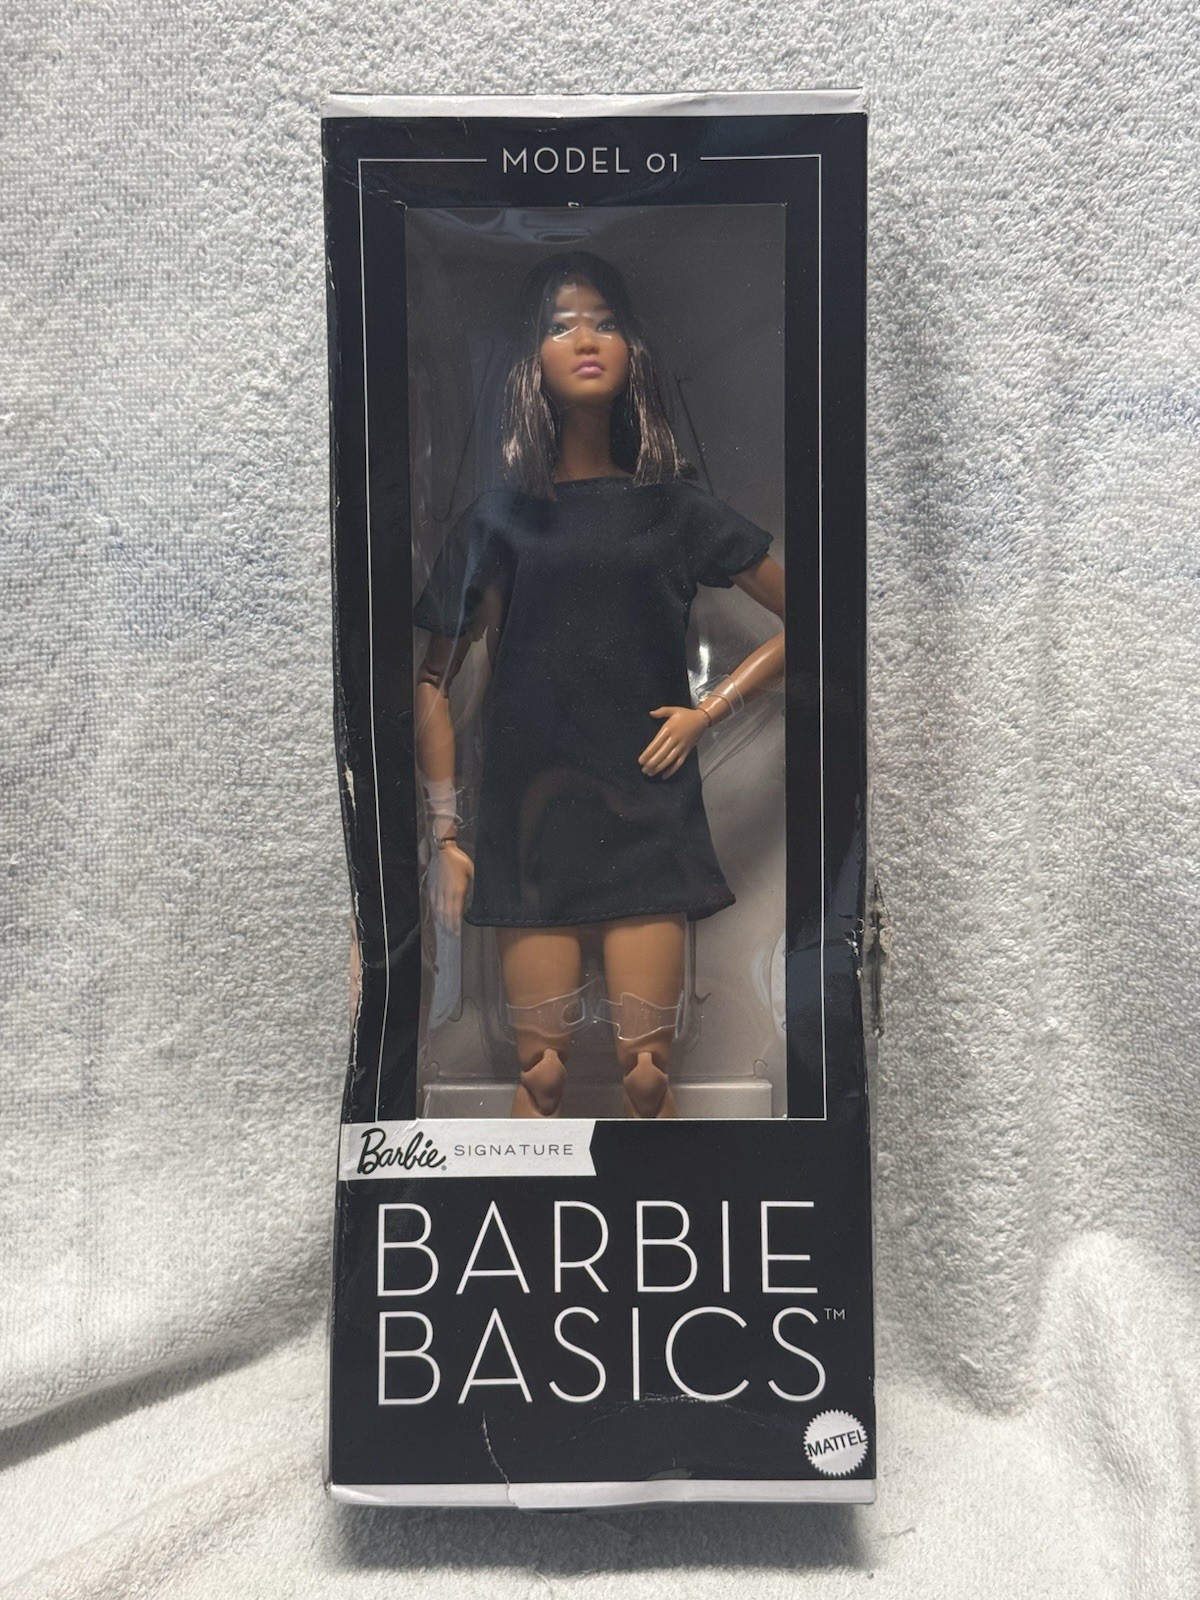 MODEL 01
Barbie SIGNATURE
BARBIE
BASICS™
MATTEL